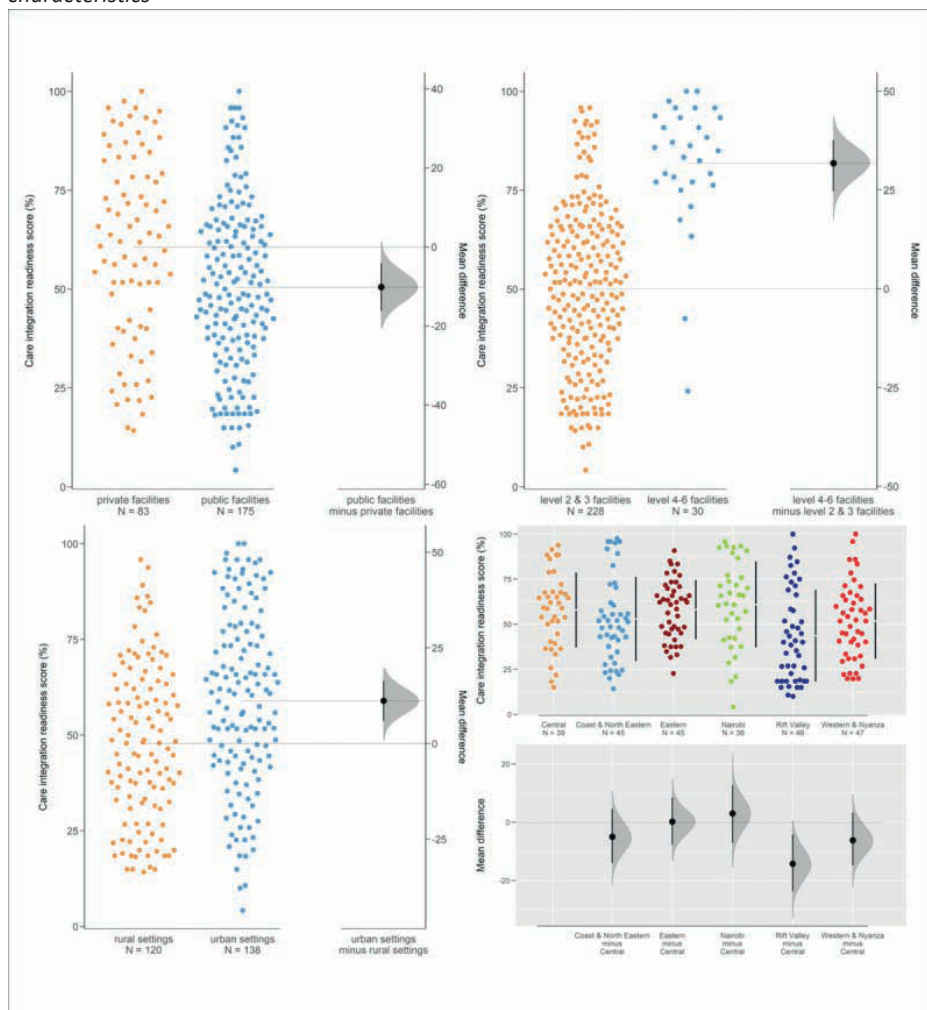 characteristics
100
75
50
25
0
Care integration readiness score (%)
40
20
0
-20
-40
-60
Mean difference
private facilities
N = 83
public facilities
N = 175
public facilities
minus private facilities
100
75
50
25
0
Care integration readiness score (%)
50
25
0
-25
-50
Mean difference
level 2 & 3 facilities
N = 228
level 4-6 facilities
N = 30
level 4-6 facilities
minus level 2 & 3 facilities
100
75
50
25
0
Care integration readiness score (%)
50
25
0
-25
Mean difference
rural settings
N = 120
urban settings
N = 138
urban settings
minus rural settings
100
75
50
25
0
Care integration readiness score (%)
Central
N = 39
Coast & North Eastern
N = 45
Eastern
N = 45
Nairobi
N = 36
Rift Valley
N = 46
Western & Nyanza
N = 47
20
0
-20
Mean difference
Coast & North Eastern
minus
Central
Eastern
minus
Central
Nairobi
minus
Central
Rift Valley
minus
Central
Western & Nyanza
minus
Central